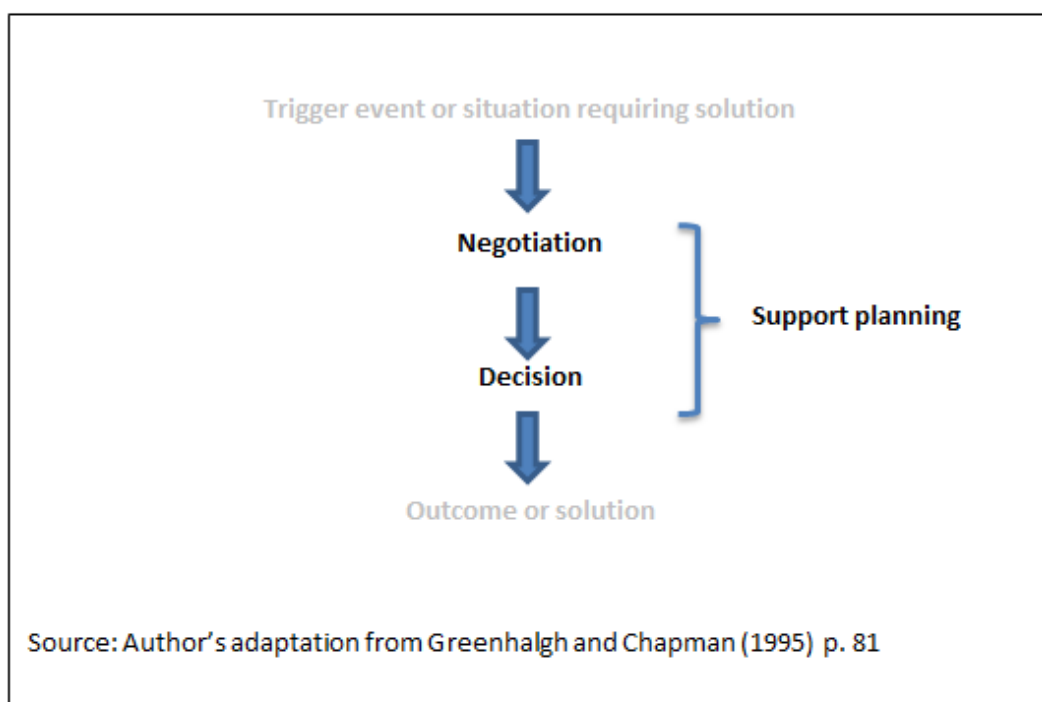 Trigger event or situation requiring solution
Negotiation
Support planning
Decision
Outcome or solution
Source: Author’s adaptation from Greenhalgh and Chapman (1995) p. 81